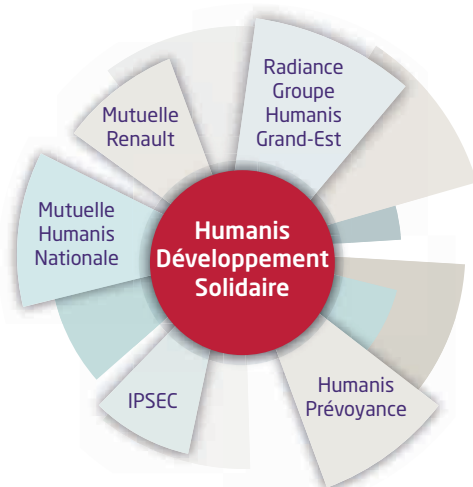 Radiance
Groupe
Humanis
Grand-Est
Mutuelle
Renault
Mutuelle
Humanis
Nationale
Humanis
Développement
Solidaire
IPSEC
Humanis
Prévoyance